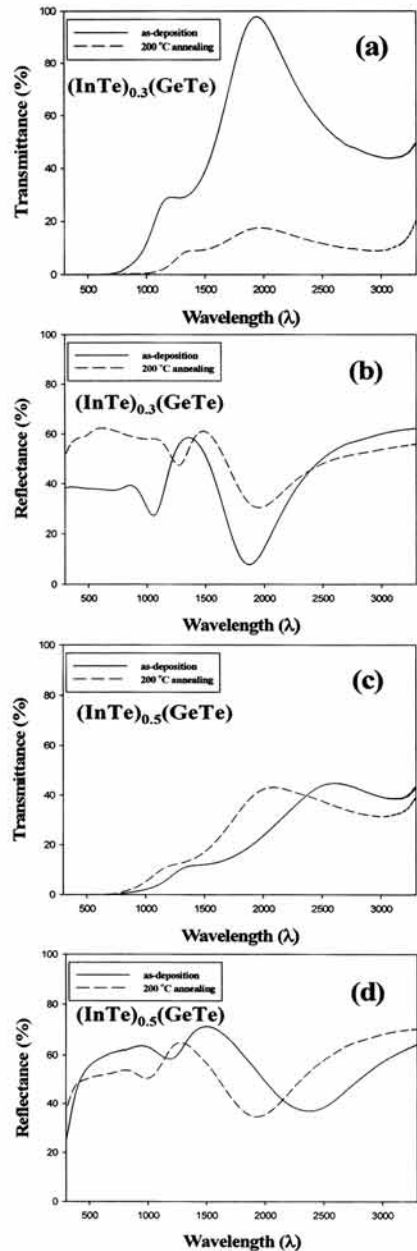 100
as-deposition
200 °C annealing
(a)
(InTe)0.3(GeTe)
80
60
40
20
0
Transmittance (%)
500 1000 1500 2000 2500 3000
Wavelength (λ)
100
as-deposition
200 °C annealing
(b)
(InTe)0.3(GeTe)
80
60
40
20
0
Reflectance (%)
500 1000 1500 2000 2500 3000
Wavelength (λ)
100
as-deposition
200 °C annealing
(c)
(InTe)0.5(GeTe)
80
60
40
20
0
Transmittance (%)
500 1000 1500 2000 2500 3000
Wavelength (λ)
100
as-deposition
200 °C annealing
(d)
(InTe)0.5(GeTe)
80
60
40
20
0
Reflectance (%)
500 1000 1500 2000 2500 3000
Wavelength (λ)